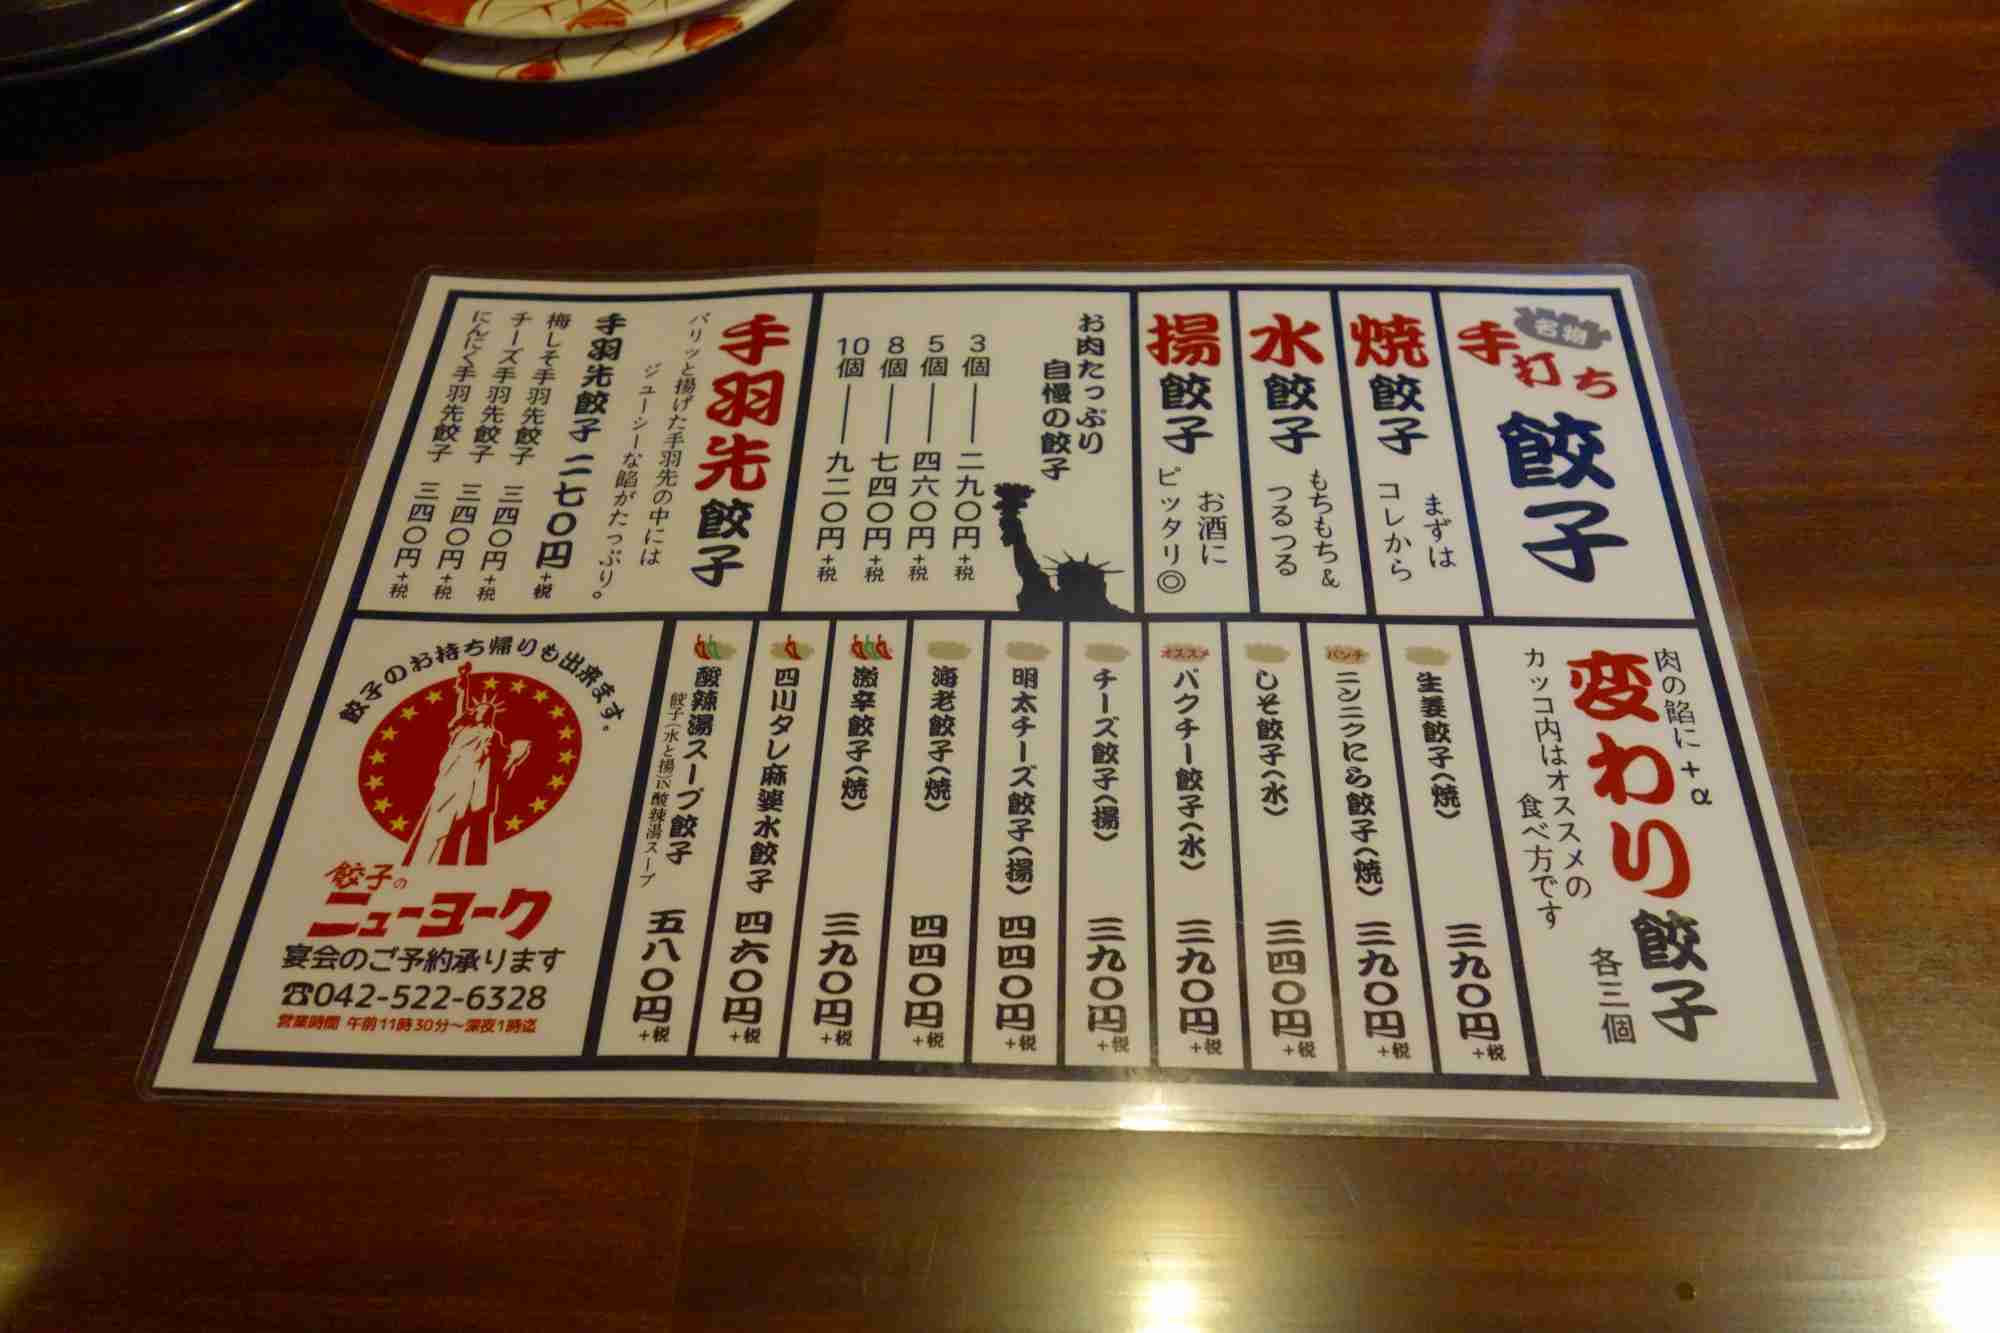 名物
手打ち
餃子
焼餃子
まずは
コレから
水餃子
もちもち&
つるつる
揚餃子
お酒に
ピッタリ◎
お肉たっぷり
自慢の餃子
3個──二九〇円+税
5個──四六〇円+税
8個──七四〇円+税
10個──九二〇円+税
手羽先餃子
パリッと揚げた手羽先の中には
ジューシーな餡がたっぷり。
手羽先餃子 二七〇円+税
梅しそ手羽先餃子 三四〇円+税
チーズ手羽先餃子 三四〇円+税
にんにく手羽先餃子 三四〇円+税
肉の餡に+α
変わり餃子
各三個
カッコ内はオススメの
食べ方です
生姜餃子(焼) 三九〇円+税
パンチ
ニンニクにら餃子(焼) 三九〇円+税
しそ餃子(水) 三四〇円+税
オススメ
パクチー餃子(水) 三九〇円+税
チーズ餃子(揚) 三九〇円+税
明太チーズ餃子(揚) 四四〇円+税
海老餃子(焼) 四四〇円+税
激辛餃子(焼) 三九〇円+税
四川タレ麻婆水餃子 四六〇円+税
酸辣湯スープ餃子 五八〇円+税
餃子(水と揚)IN酸辣湯スープ
餃子のお持ち帰りも出来ます。
餃子の
ニューヨーク
宴会のご予約承ります
☎042-522-6328
営業時間 午前11時30分〜深夜1時迄